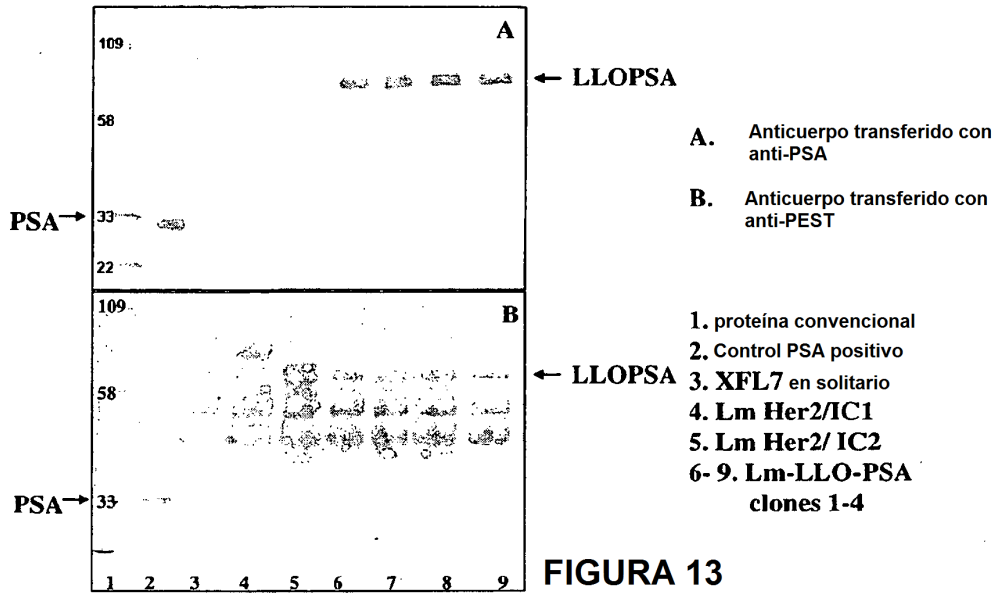 A
109
LLOPSA
58
PSA
33
22
A. Anticuerpo transferido con
anti-PSA
B. Anticuerpo transferido con
anti-PEST
B
109
LLOPSA
58
PSA
33
1 2 3 4 5 6 7 8 9
1. proteína convencional
2. Control PSA positivo
3. XFL7 en solitario
4. Lm Her2/IC1
5. Lm Her2/ IC2
6- 9. Lm-LLO-PSA
clones 1-4
FIGURA 13